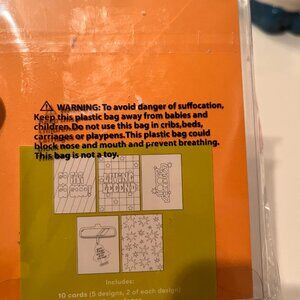 ⚠ WARNING: To avoid danger of suffocation,
Keep this plastic bag away from babies and
children.Do not use this bag in cribs,beds,
carriages or playpens.This plastic bag could
block nose and mouth and prevent breathing.
This bag is not a toy.
LEGEND
Includes:
10 cards (5 designs, 2 of each design)